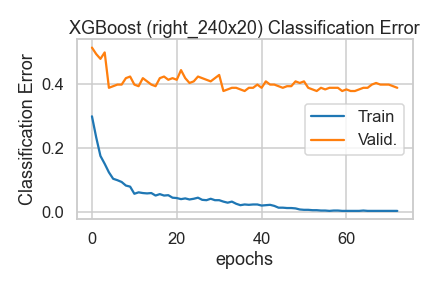 XGBoost (right_240x20) Classification Error
Classification Error
0.4
0.2
0.0
Train
Valid.
0
20
40
60
epochs